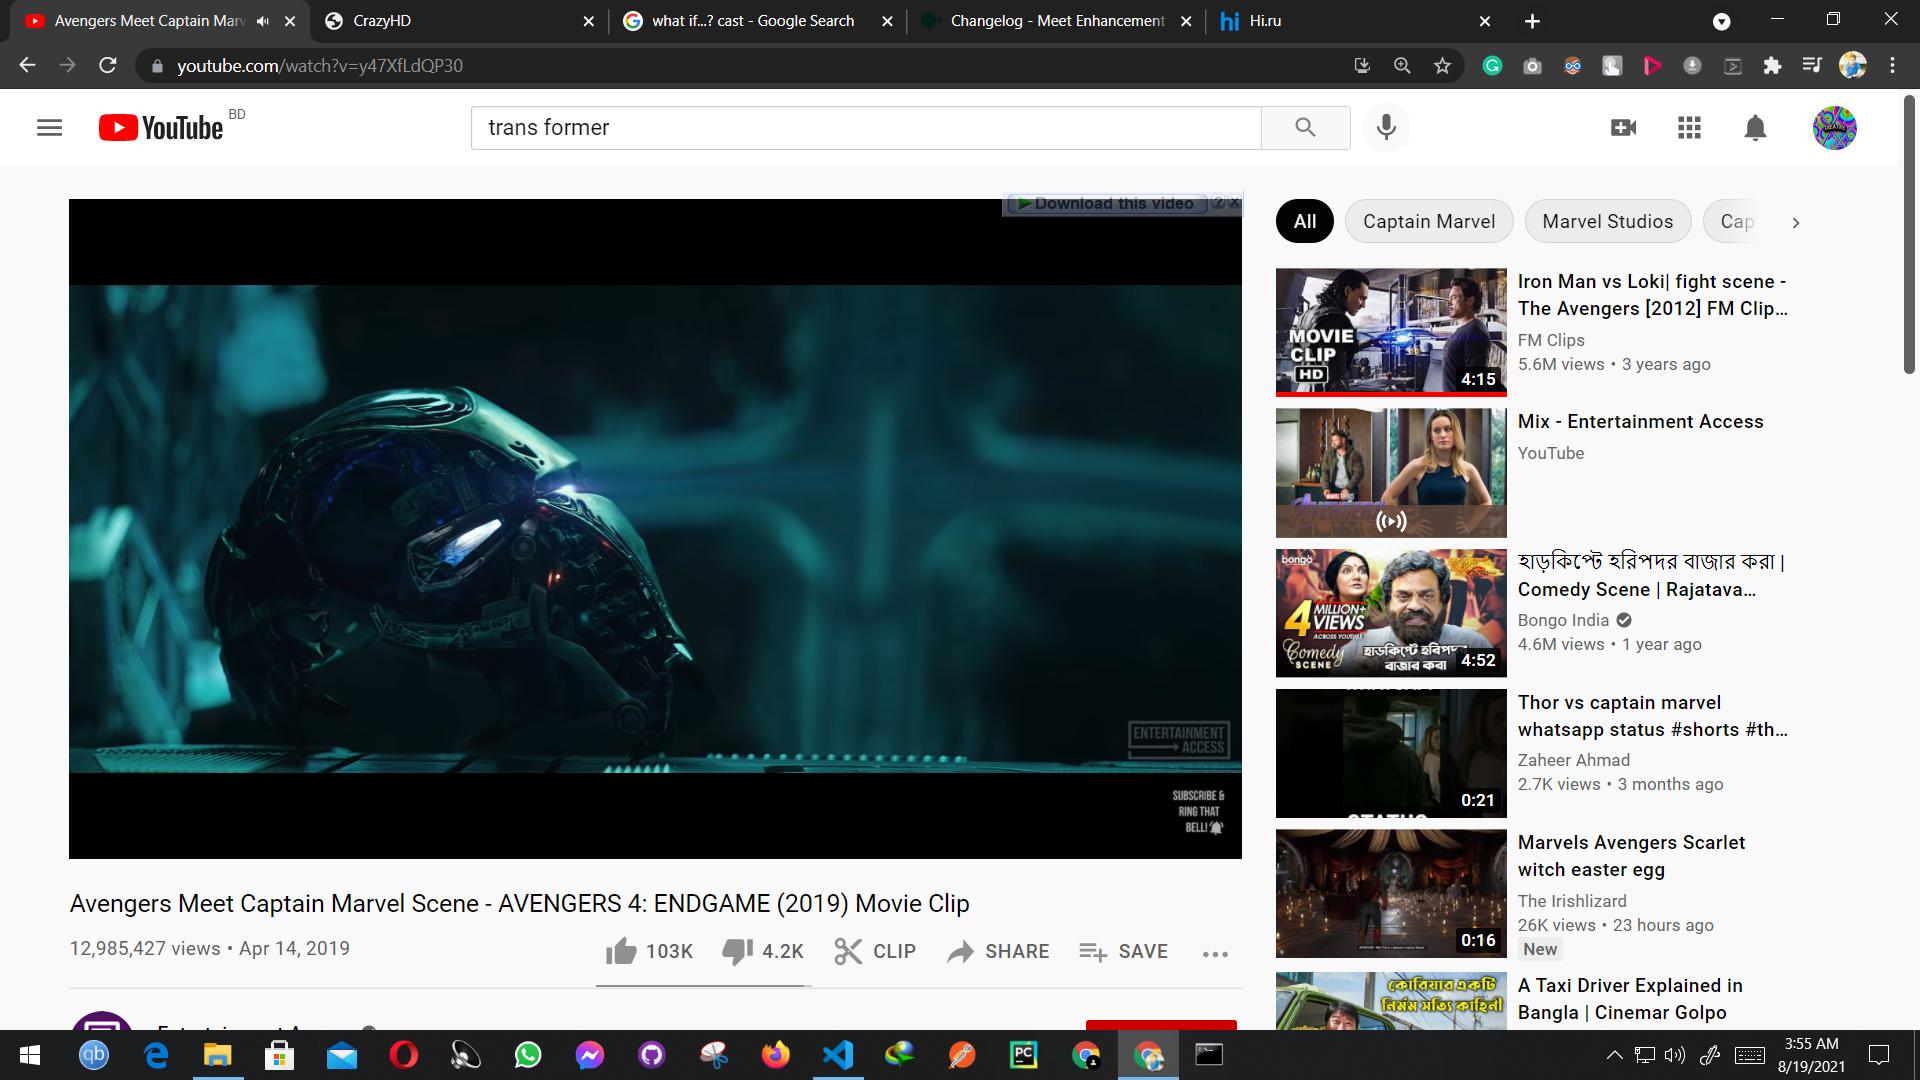 Avengers Meet Captain Marv
CrazyHD
what if...? cast - Google Search
Changelog - Meet Enhancement
Hi.ru
youtube.com/watch?v=y47XfLdQP30
YouTube BD
trans former
Download this video ? x
ENTERTAINMENT
ACCESS
SUBSCRIBE &
RING THAT
BELL!
Avengers Meet Captain Marvel Scene - AVENGERS 4: ENDGAME (2019) Movie Clip
12,985,427 views • Apr 14, 2019
103K
4.2K
CLIP
SHARE
SAVE
All
Captain Marvel
Marvel Studios
Cap
MOVIE
CLIP
HD
4:15
Iron Man vs Loki| fight scene -
The Avengers [2012] FM Clip...
FM Clips
5.6M views • 3 years ago
Mix - Entertainment Access
YouTube
bongo
4 MILLION+
VIEWS
ACROSS YOUTUBE
Comedy
SCENE
হাড়কিপ্টে হরিপদর
বাজার করা
4:52
হাড়কিপ্টে হরিপদর বাজার করা |
Comedy Scene | Rajatava...
Bongo India
4.6M views • 1 year ago
0:21
Thor vs captain marvel
whatsapp status #shorts #th...
Zaheer Ahmad
2.7K views • 3 months ago
0:16
Marvels Avengers Scarlet
witch easter egg
The Irishlizard
26K views • 23 hours ago
New
কোরিয়ার একটি
নির্মম সত্যি কাহিনী
A Taxi Driver Explained in
Bangla | Cinemar Golpo
qb
PC
3:55 AM
8/19/2021